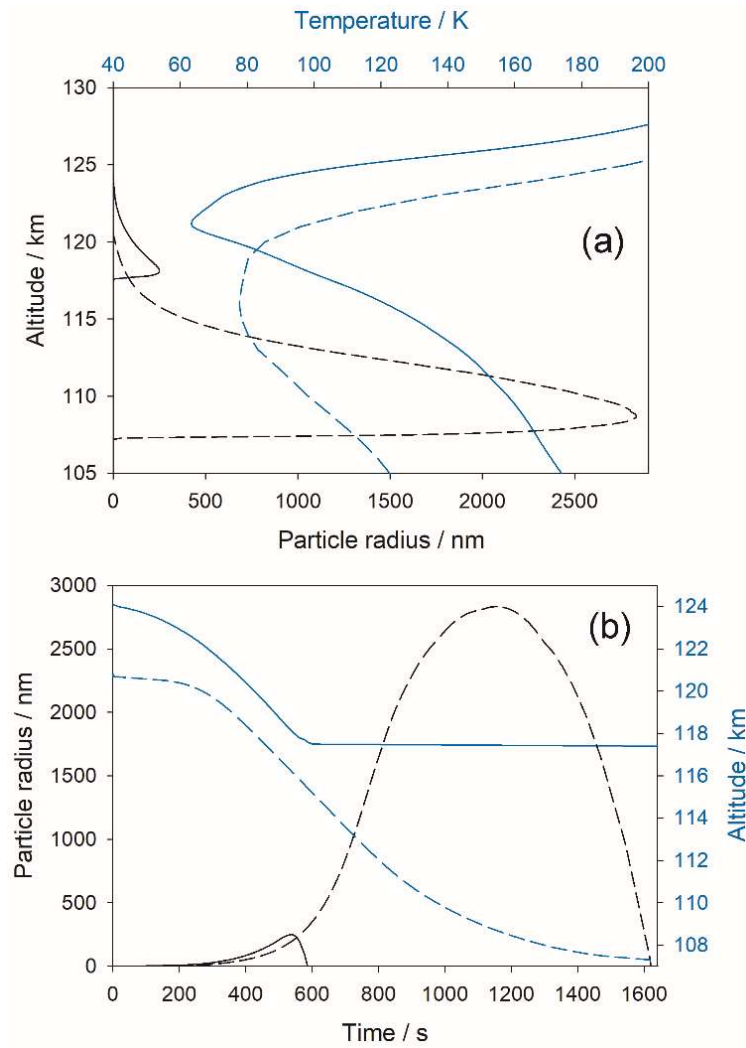 Temperature / K
40 60 80 100 120 140 160 180 200
130
125
120
115
110
105
Altitude / km
(a)
0 500 1000 1500 2000 2500
Particle radius / nm
3000
2500
2000
1500
1000
500
0
Particle radius / nm
(b)
124
122
120
118
116
114
112
110
108
Altitude / km
0 200 400 600 800 1000 1200 1400 1600
Time / s